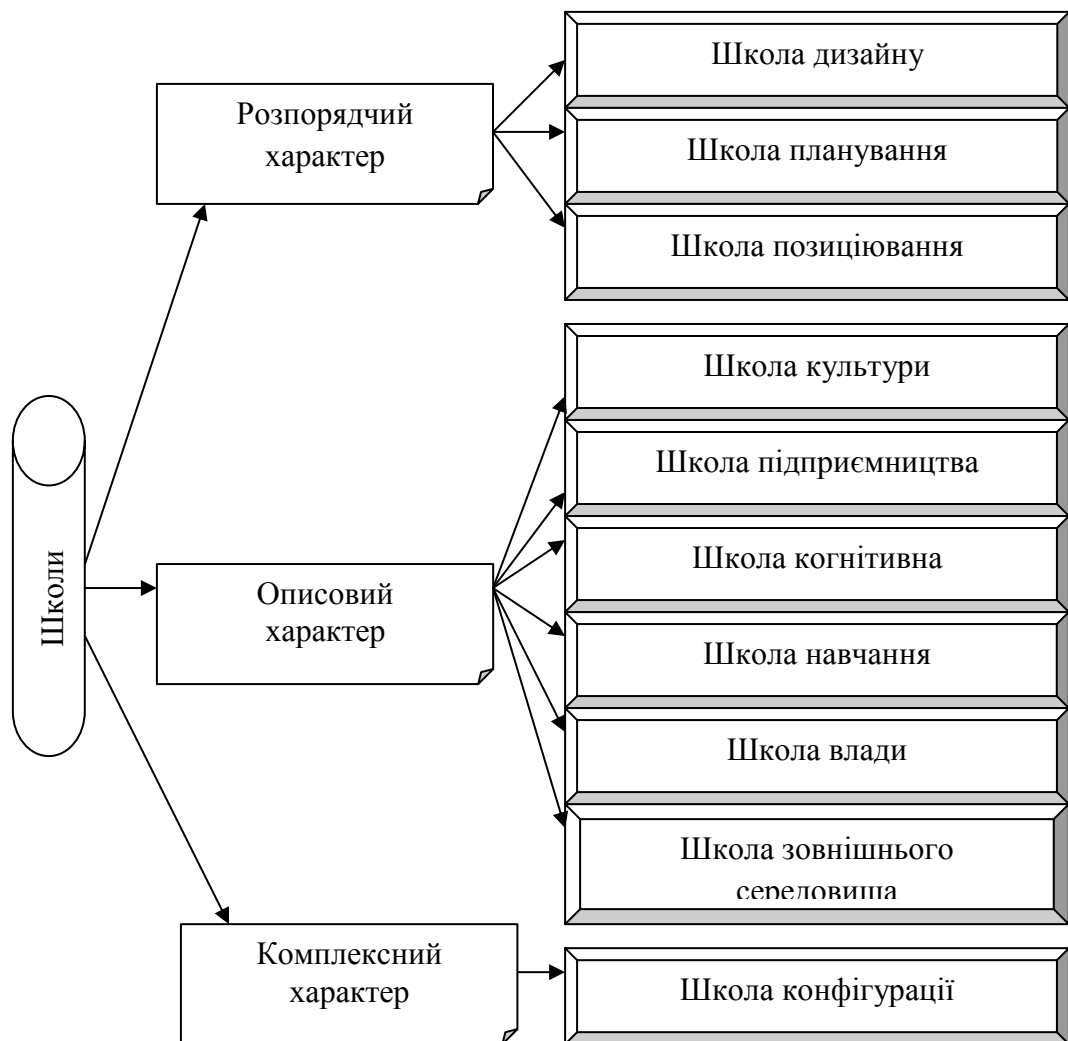 Школи
Розпорядчий
характер
Школа дизайну
Школа планування
Школа позиціювання
Описовий
характер
Школа культури
Школа підприємництва
Школа когнітивна
Школа навчання
Школа влади
Школа зовнішнього
середовища
Комплексний
характер
Школа конфігурації